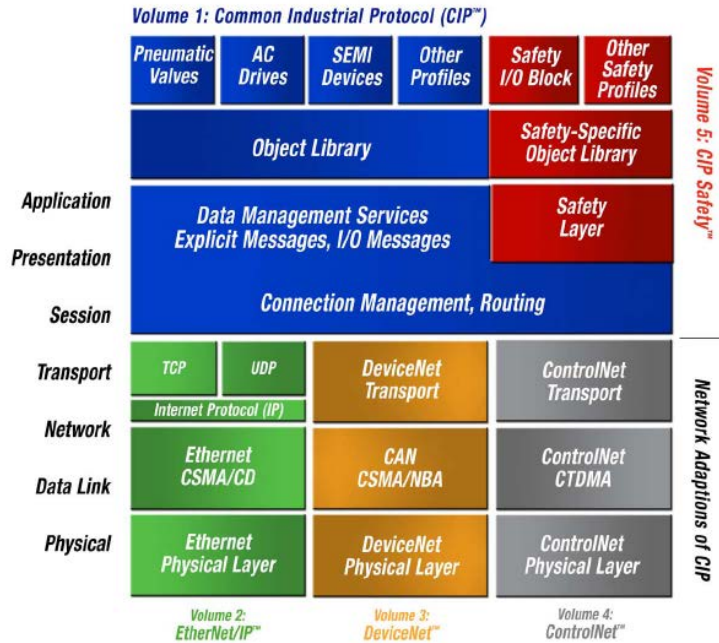 Volume 1: Common Industrial Protocol (CIP™)
Pneumatic
Valves
AC
Drives
SEMI
Devices
Other
Profiles
Safety
I/O Block
Other
Safety
Profiles
Object Library
Safety-Specific
Object Library
Volume 5: CIP Safety™
Application
Presentation
Session
Data Management Services
Explicit Messages, I/O Messages
Safety
Layer
Connection Management, Routing
Transport
Network
Data Link
Physical
TCP
UDP
Internet Protocol (IP)
DeviceNet
Transport
ControlNet
Transport
Ethernet
CSMA/CD
CAN
CSMA/NBA
ControlNet
CTDMA
Ethernet
Physical Layer
DeviceNet
Physical Layer
ControlNet
Physical Layer
Network Adaptions of CIP
Volume 2:
EtherNet/IP™
Volume 3:
DeviceNet™
Volume 4:
ControlNet™